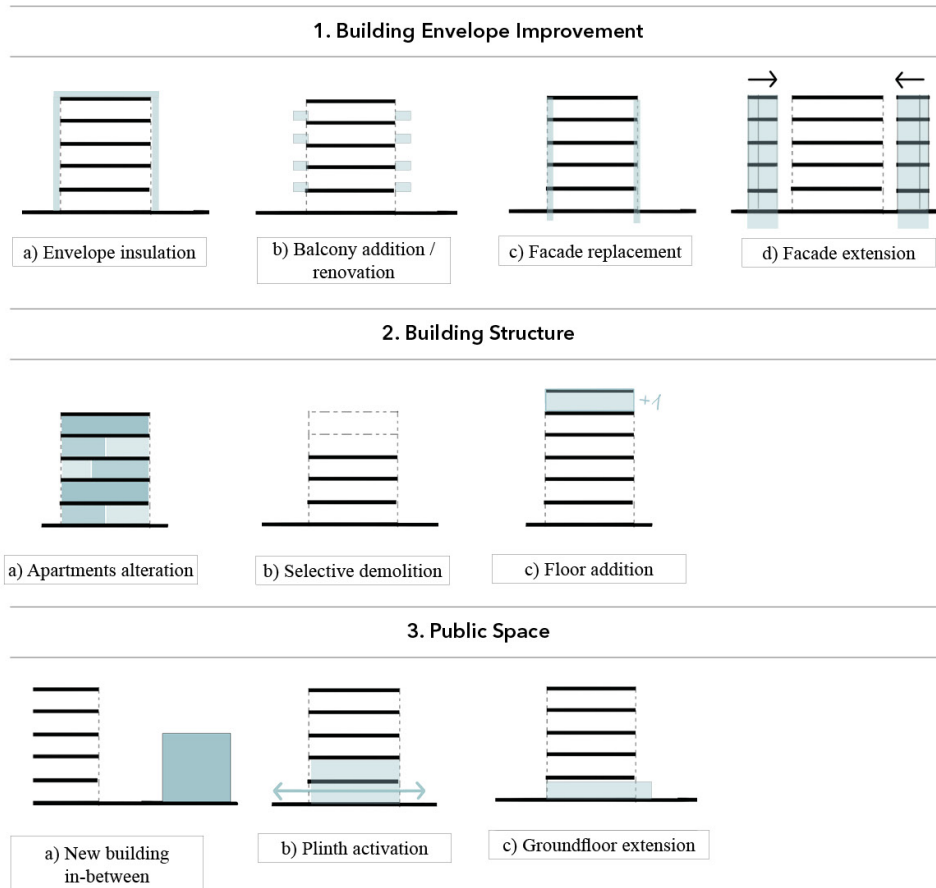 1. Building Envelope Improvement
a) Envelope insulation
b) Balcony addition /
renovation
c) Facade replacement
d) Facade extension
2. Building Structure
+1
a) Apartments alteration
b) Selective demolition
c) Floor addition
3. Public Space
a) New building
in-between
b) Plinth activation
c) Groundfloor extension